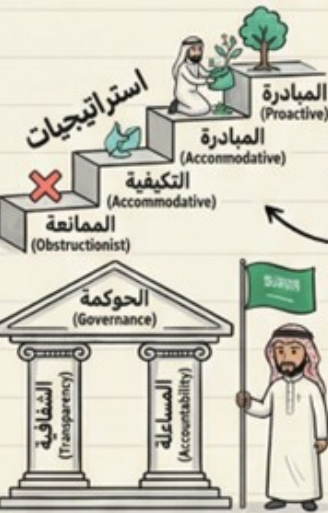 استراتيجيات
المبادرة
(Proactive)
المبادرة
(Acconmodative)
التكيفية
(Accommodative)
الممانعة
(Obstructionist)
الحوكمة
(Governance)
الشفافية
(Transparency)
المساءلة
(Accountability)